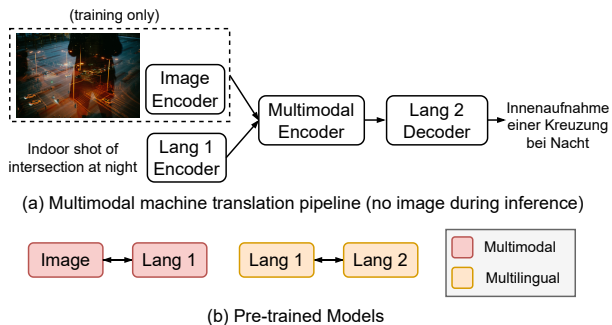 (training only)
Image
Encoder
Indoor shot of
intersection at night
Lang 1
Encoder
Multimodal
Encoder
Lang 2
Decoder
Innenaufnahme
einer Kreuzung
bei Nacht
(a) Multimodal machine translation pipeline (no image during inference)
Image
Lang 1
Lang 1
Lang 2
Multimodal
Multilingual
(b) Pre-trained Models